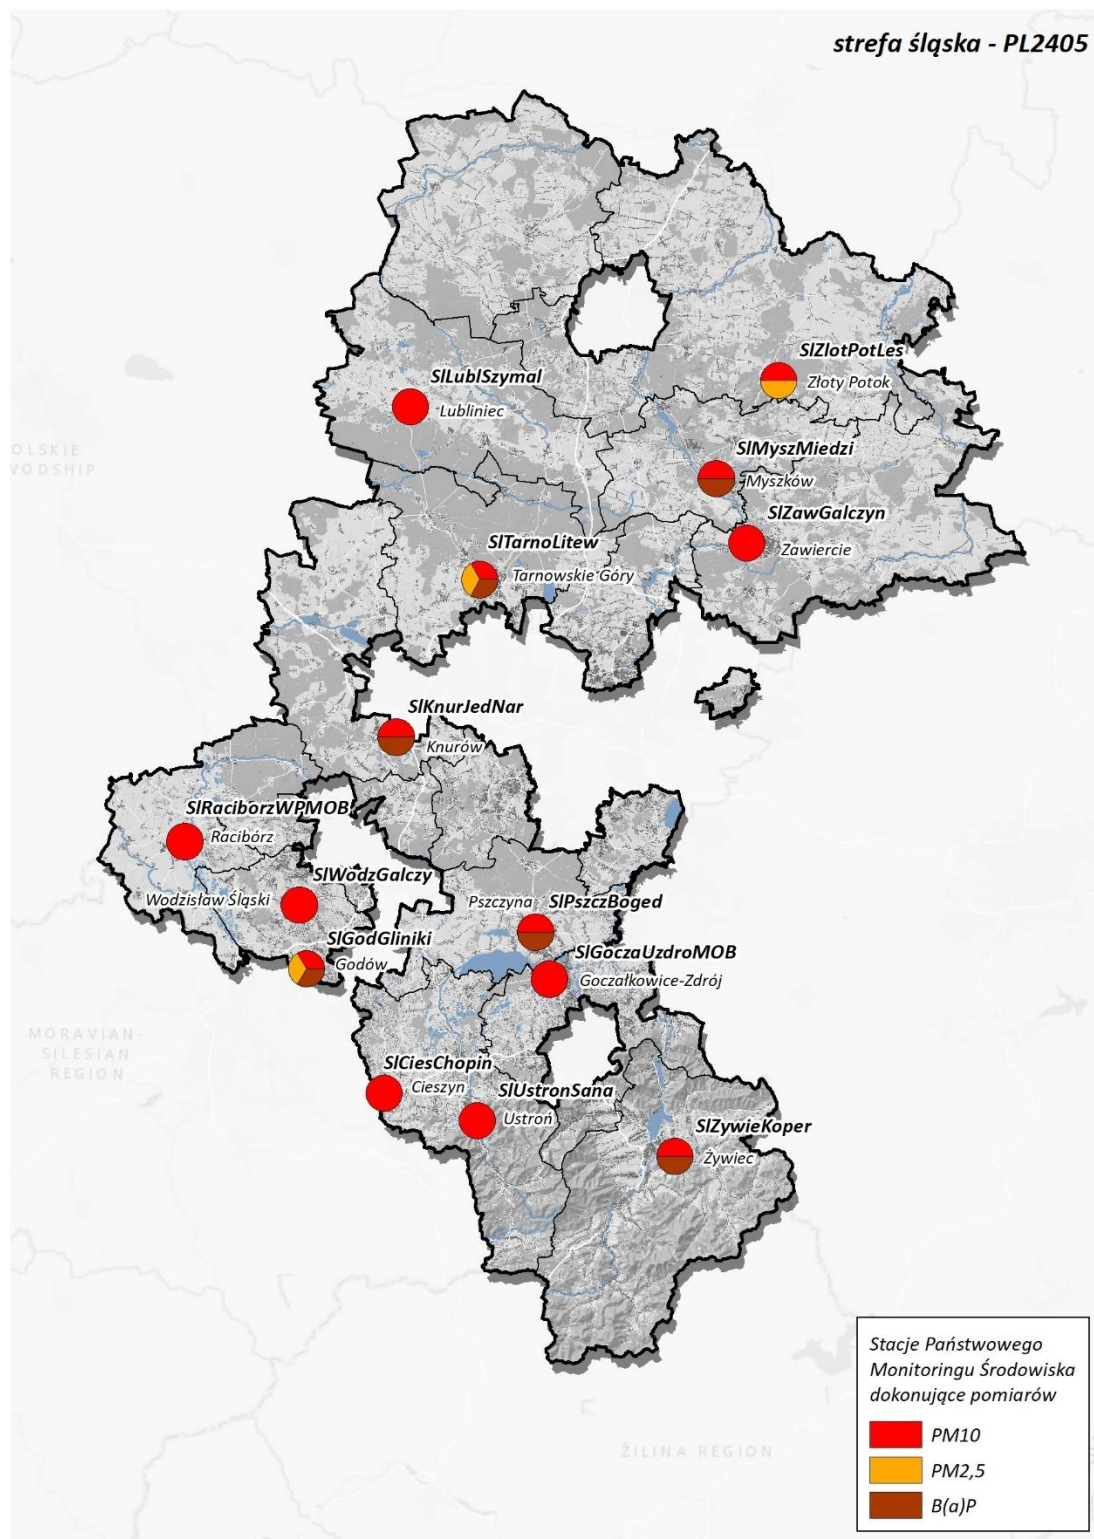 strefa śląska - PL2405
SlZlotPotLes
Złoty Potok
SlLublSzymal
Lubliniec
OLSKIE
VODSHIP
SlMyszMiedzi
Myszków
SlZawGalczyn
Zawiercie
SlTarnoLitew
Tarnowskie Góry
SlKnurJedNar
Knurów
SlRaciborzWPMOB
Racibórz
SlWodzGalczy
Wodzisław Śląski
Pszczyna
SlPszczBoged
SlGodGliniki
Godów
SlGoczaUzdroMOB
Goczałkowice-Zdrój
MORAVIAN-
SILESIAN
REGION
SlCiesChopin
Cieszyn
SlUstronSana
Ustroń
SlZywieKoper
Żywiec
Stacje Państwowego
Monitoringu Środowiska
dokonujące pomiarów
PM10
PM2,5
B(a)P
ŽILINA REGION